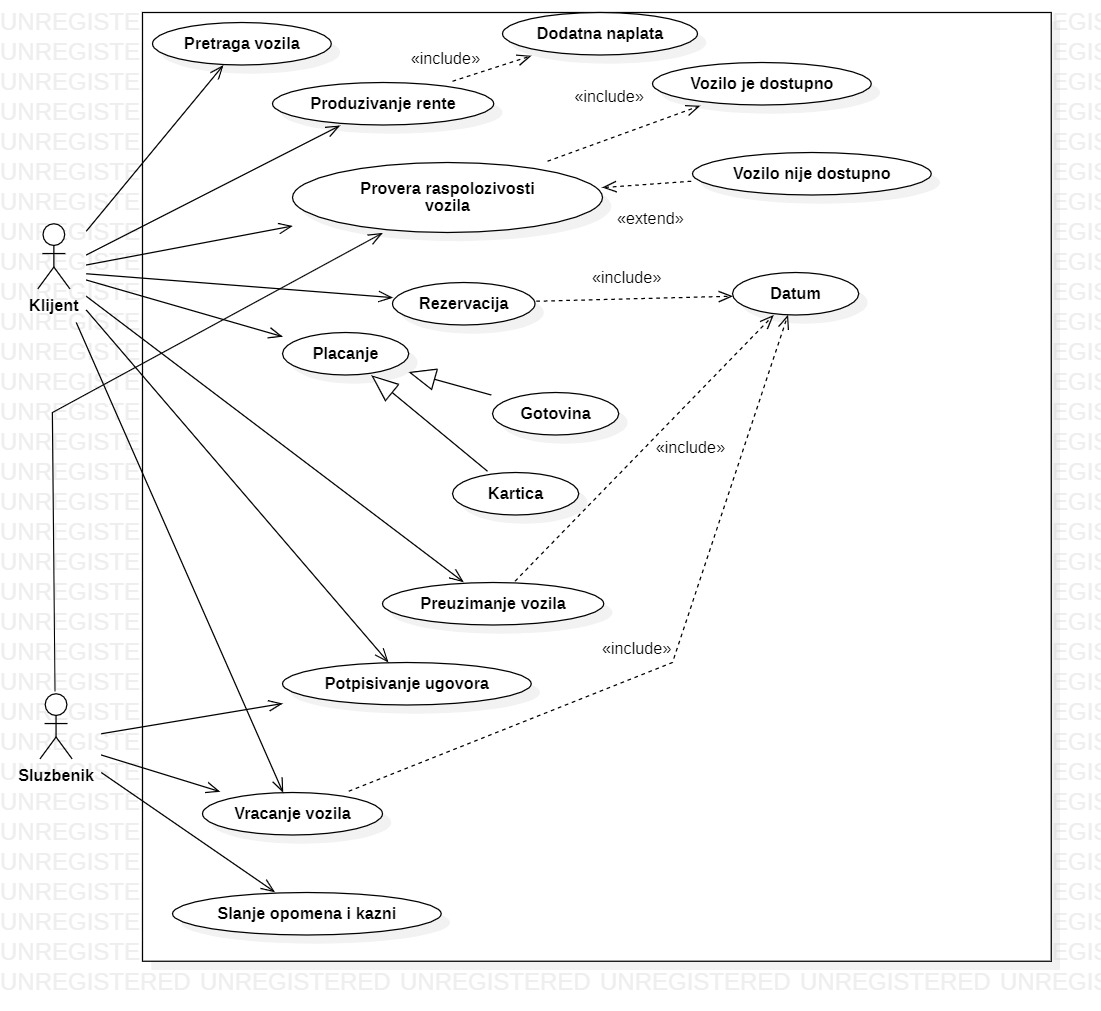 Pretraga vozila
Dodatna naplata
«include»
Produzivanje rente
Vozilo je dostupno
«include»
Provera raspolozivosti
vozila
Vozilo nije dostupno
«extend»
Klijent
Rezervacija
«include»
Datum
Placanje
Gotovina
«include»
Kartica
Preuzimanje vozila
«include»
Potpisivanje ugovora
Sluzbenik
Vracanje vozila
Slanje opomena i kazni
UNREGISTERED UNREGISTERED UNREGISTERED UNREGISTERED UNREGISTERED